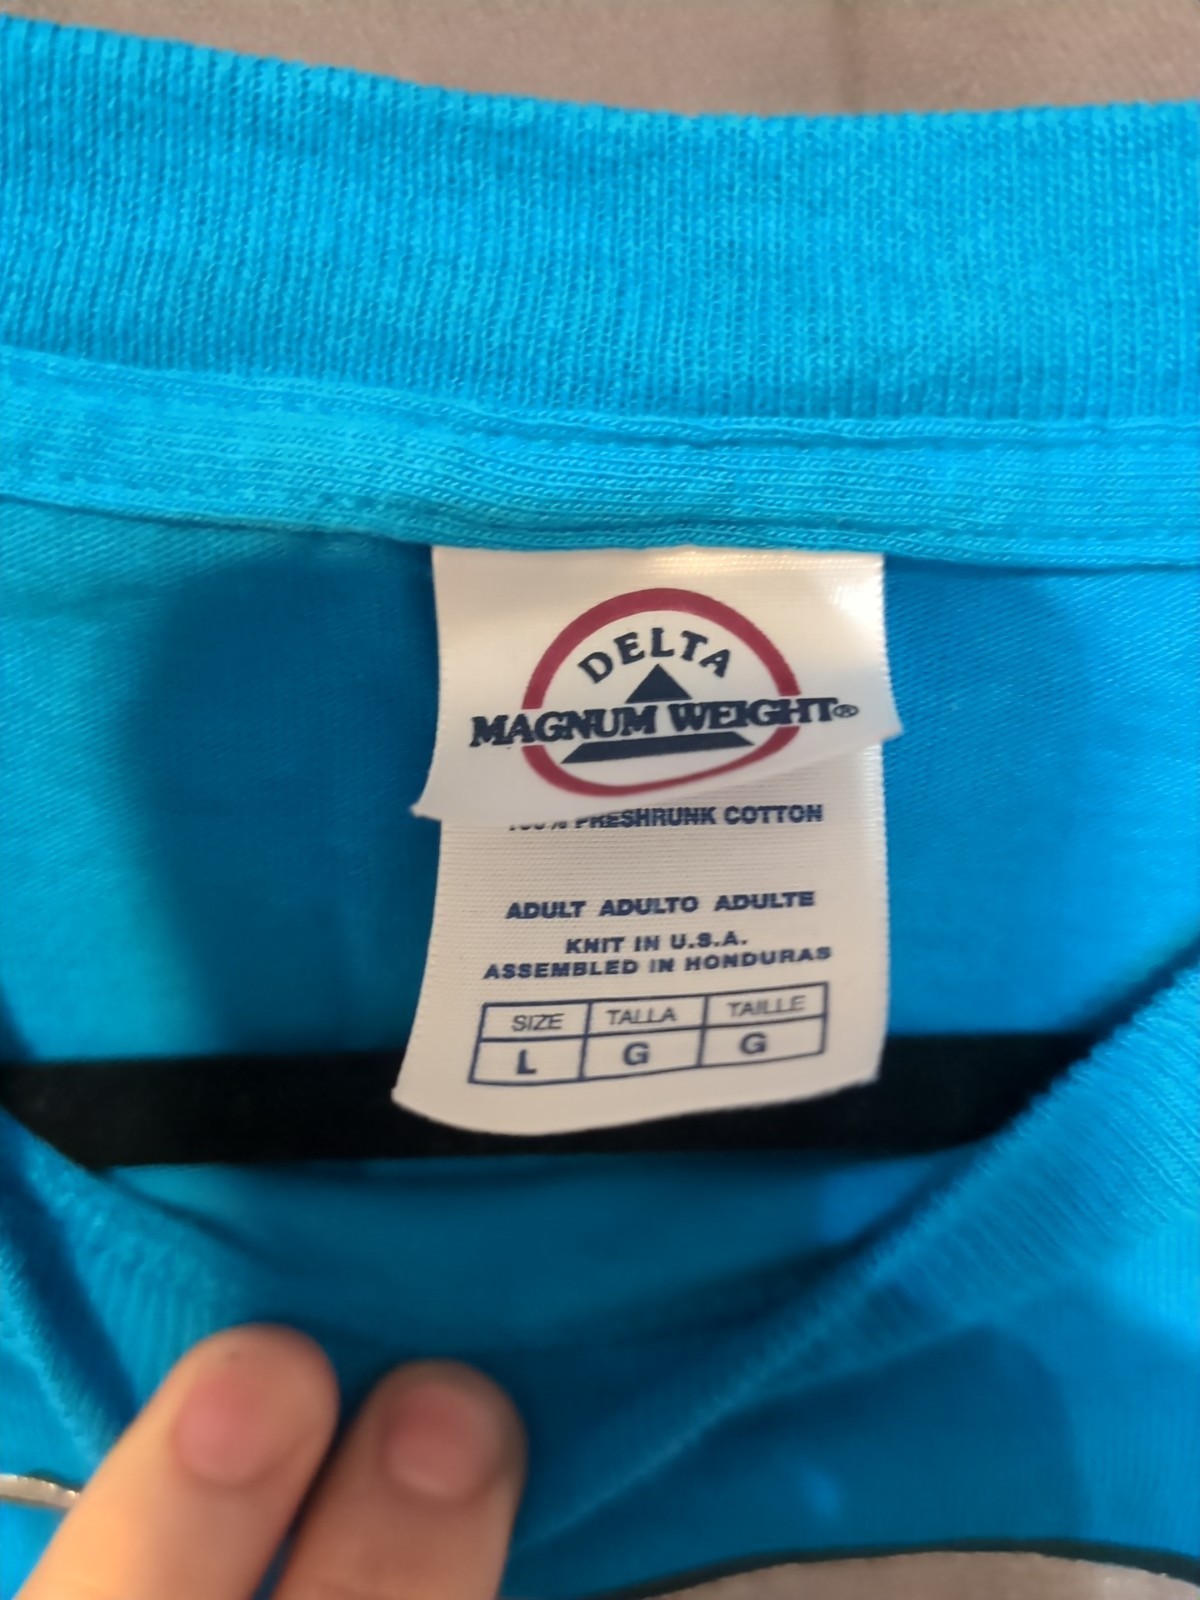 DELTA
MAGNUM WEIGHT®
PRESHRUNK COTTON
ADULT ADULTO ADULTE
KNIT IN U.S.A.
ASSEMBLED IN HONDURAS
SIZE TALLA TAILLE
L G G